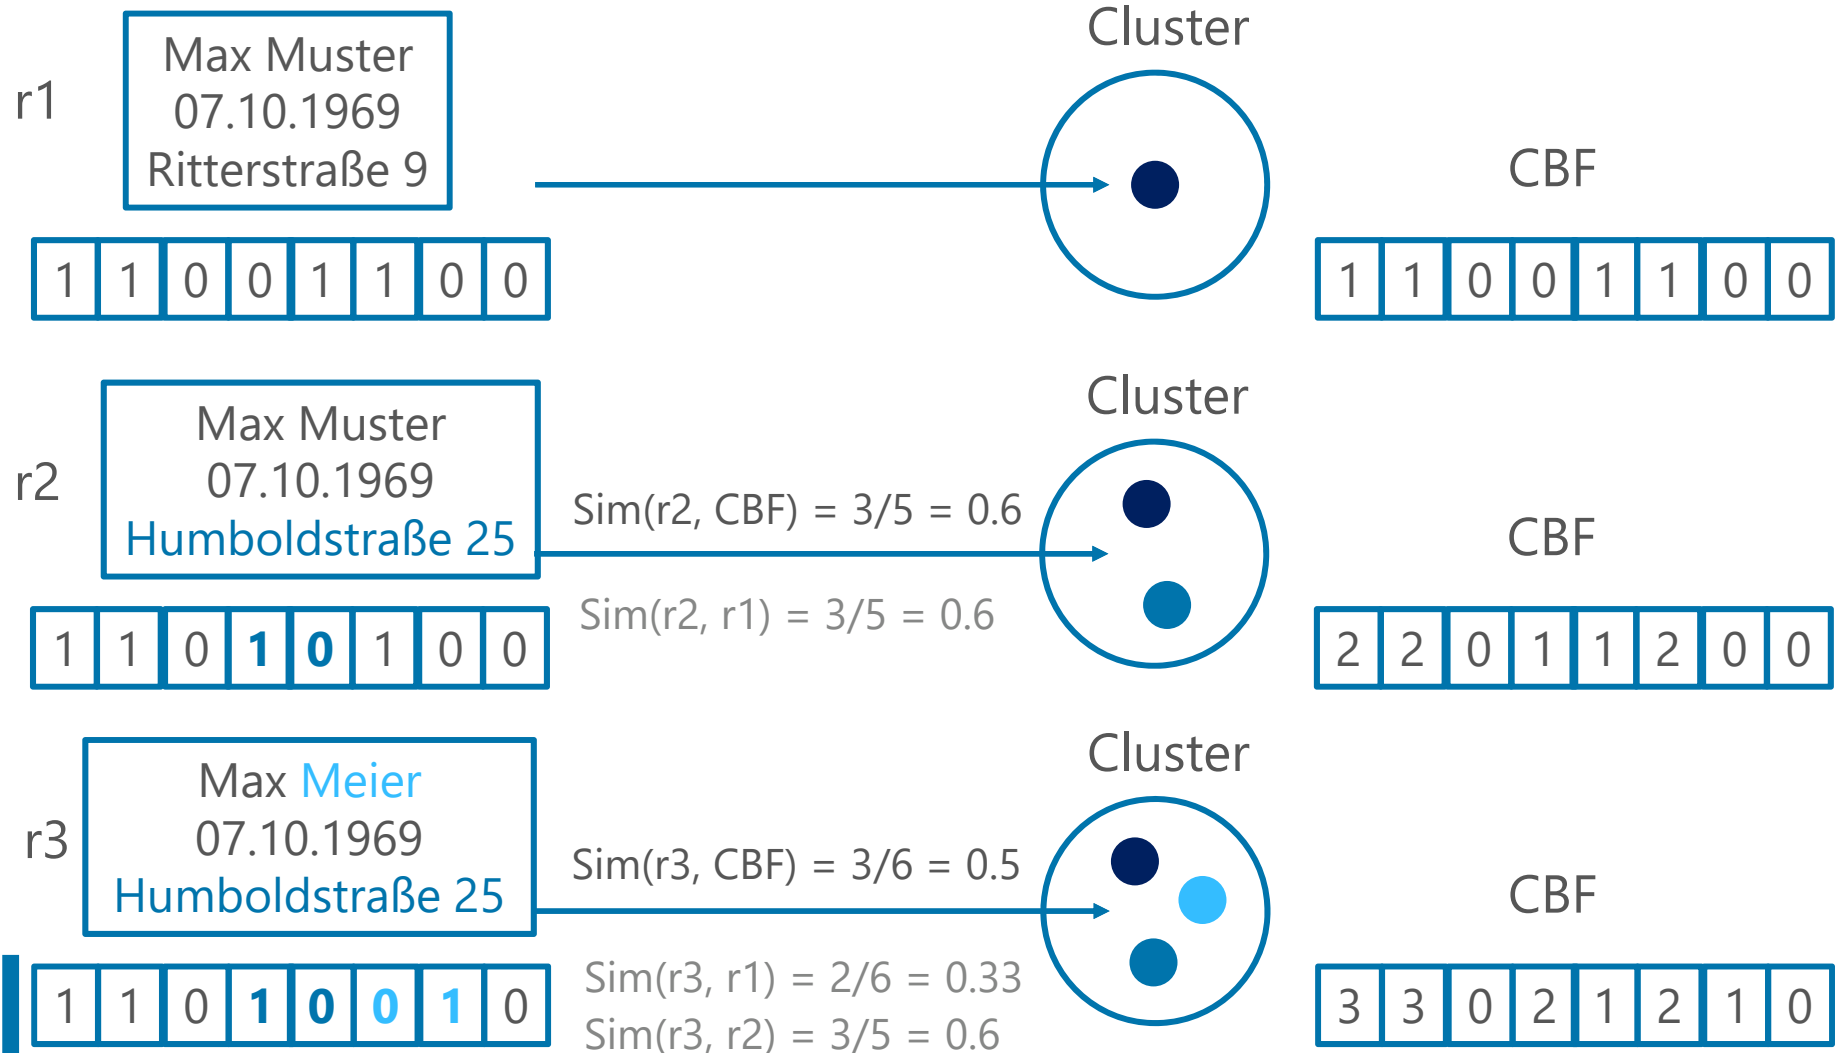 Cluster
r1
Max Muster
07.10.1969
Ritterstraße 9
CBF
1 1 0 0 1 1 0 0
1 1 0 0 1 1 0 0
Cluster
r2
Max Muster
07.10.1969
Humboldstraße 25
Sim(r2, CBF) = 3/5 = 0.6
Sim(r2, r1) = 3/5 = 0.6
CBF
1 1 0 1 0 1 0 0
2 2 0 1 1 2 0 0
Cluster
r3
Max Meier
07.10.1969
Humboldstraße 25
Sim(r3, CBF) = 3/6 = 0.5
CBF
1 1 0 1 0 0 1 0
Sim(r3, r1) = 2/6 = 0.33
Sim(r3, r2) = 3/5 = 0.6
3 3 0 2 1 2 1 0